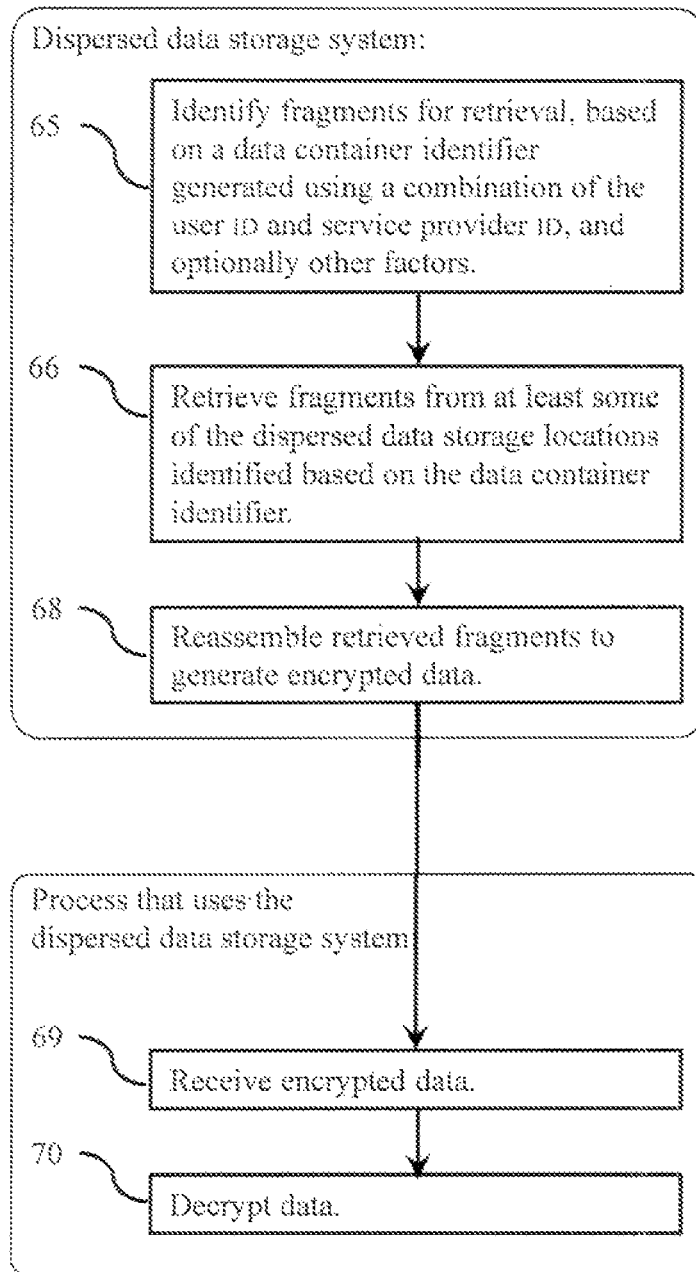 Dispersed data storage system:
65
Identify fragments for retrieval, based
on a data container identifier
generated using a combination of the
user ID and service provider ID, and
optionally other factors.
66
Retrieve fragments from at least some
of the dispersed data storage locations
identified based on the data container
identifier.
68
Reassemble retrieved fragments to
generate encrypted data.
Process that uses the
dispersed data storage system
69
Receive encrypted data.
70
Decrypt data.